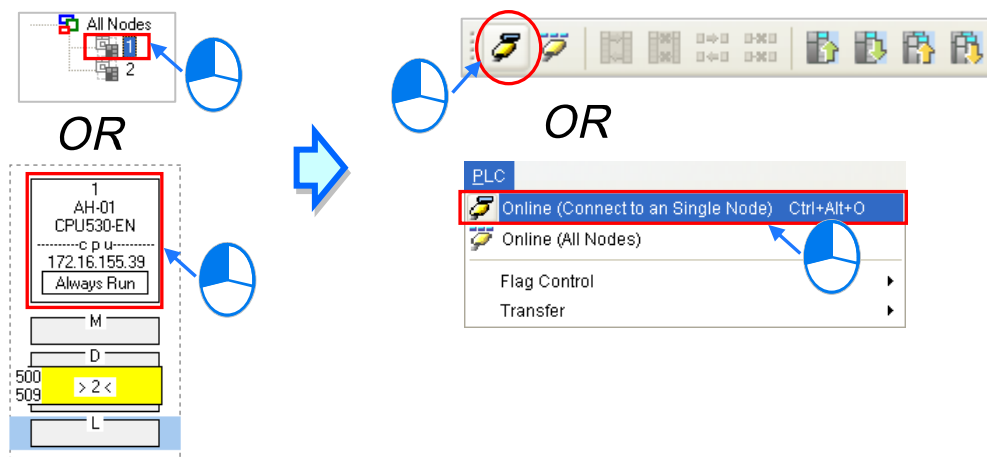 All Nodes
1
2
OR
1
AH-01
CPU530-EN
c p u
172.16.155.39
Always Run
M
D
500
509
> 2 <
L
OR
PLC
Online (Connect to an Single Node) Ctrl+Alt+O
Online (All Nodes)
Flag Control
Transfer